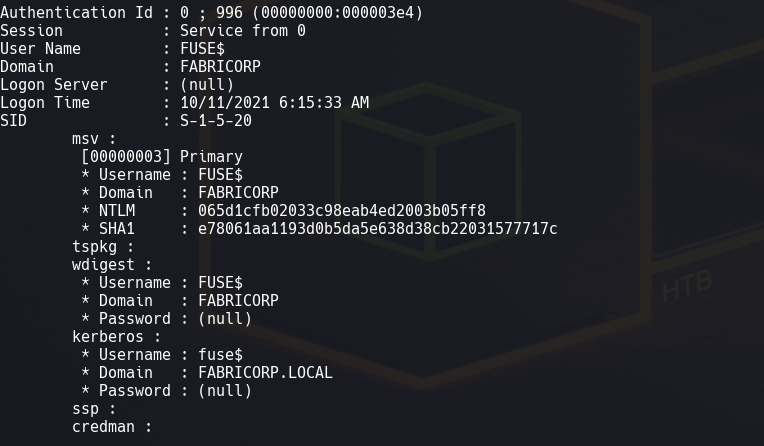 Authentication Id : 0 ; 996 (00000000:000003e4)
Session           : Service from 0
User Name         : FUSE$
Domain            : FABRICORP
Logon Server      : (null)
Logon Time        : 10/11/2021 6:15:33 AM
SID               : S-1-5-20
        msv :
         [00000003] Primary
         * Username : FUSE$
         * Domain   : FABRICORP
         * NTLM     : 065d1cfb02033c98eab4ed2003b05ff8
         * SHA1     : e78061aa1193d0b5da5e638d38cb22031577717c
        tspkg :
        wdigest :
         * Username : FUSE$
         * Domain   : FABRICORP
         * Password : (null)
        kerberos :
         * Username : fuse$
         * Domain   : FABRICORP.LOCAL
         * Password : (null)
        ssp :
        credman :
HTB